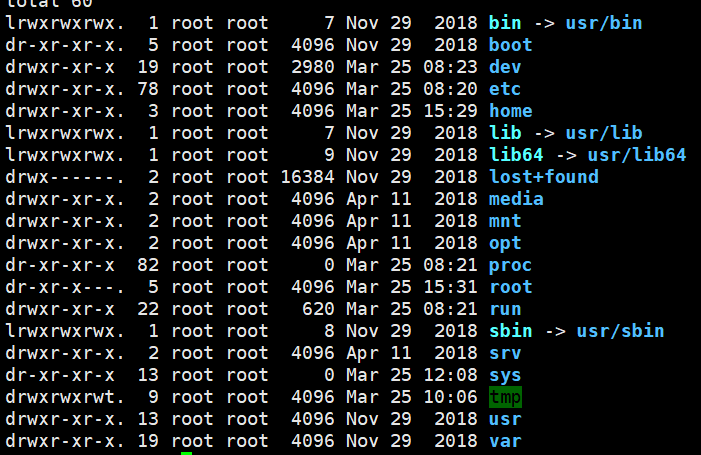 total 60
lrwxrwxrwx.  1 root root     7 Nov 29  2018 bin -> usr/bin
dr-xr-xr-x.  5 root root  4096 Nov 29  2018 boot
drwxr-xr-x  19 root root  2980 Mar 25 08:23 dev
drwxr-xr-x. 78 root root  4096 Mar 25 08:20 etc
drwxr-xr-x.  3 root root  4096 Mar 25 15:29 home
lrwxrwxrwx.  1 root root     7 Nov 29  2018 lib -> usr/lib
lrwxrwxrwx.  1 root root     9 Nov 29  2018 lib64 -> usr/lib64
drwx------.  2 root root 16384 Nov 29  2018 lost+found
drwxr-xr-x.  2 root root  4096 Apr 11  2018 media
drwxr-xr-x.  2 root root  4096 Apr 11  2018 mnt
drwxr-xr-x.  2 root root  4096 Apr 11  2018 opt
dr-xr-xr-x  82 root root     0 Mar 25 08:21 proc
dr-xr-x---.  5 root root  4096 Mar 25 15:31 root
drwxr-xr-x  22 root root   620 Mar 25 08:21 run
lrwxrwxrwx.  1 root root     8 Nov 29  2018 sbin -> usr/sbin
drwxr-xr-x.  2 root root  4096 Apr 11  2018 srv
dr-xr-xr-x  13 root root     0 Mar 25 12:08 sys
drwxrwxrwt.  9 root root  4096 Mar 25 10:06 tmp
drwxr-xr-x. 13 root root  4096 Nov 29  2018 usr
drwxr-xr-x. 19 root root  4096 Nov 29  2018 var